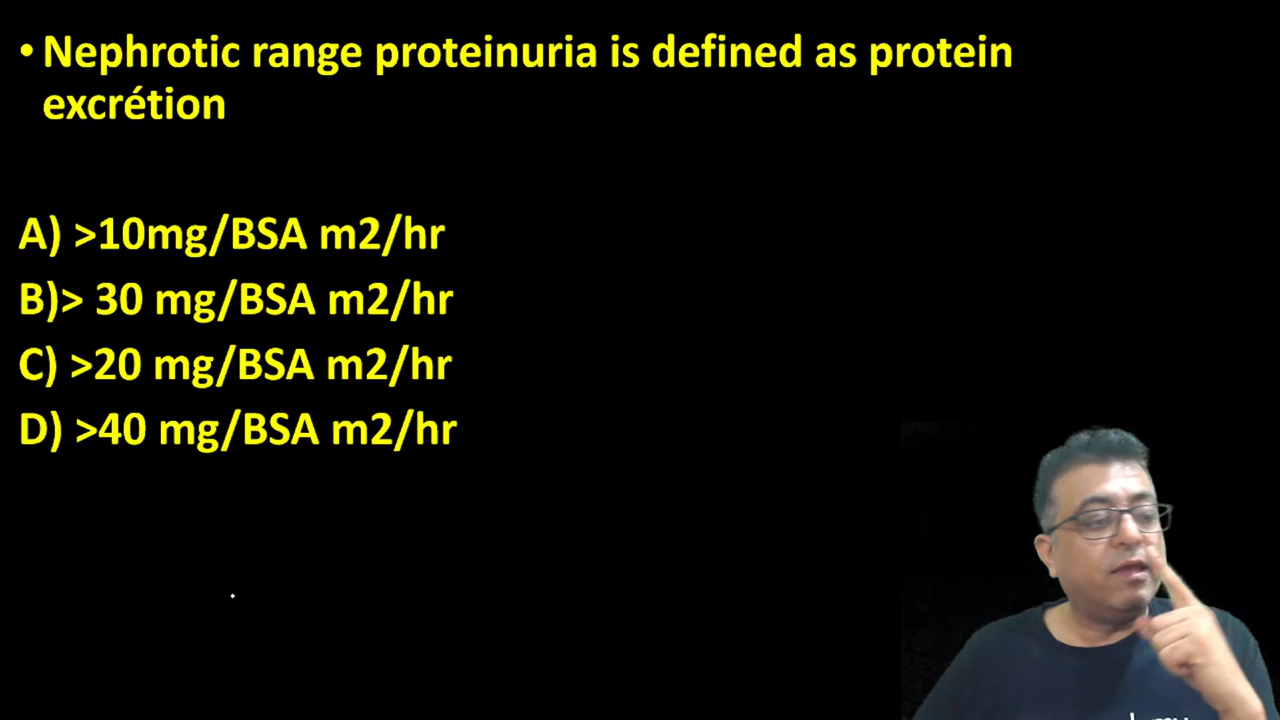 • Nephrotic range proteinuria is defined as protein
excrétion
A) >10mg/BSA m2/hr
B)> 30 mg/BSA m2/hr
C) >20 mg/BSA m2/hr
D) >40 mg/BSA m2/hr